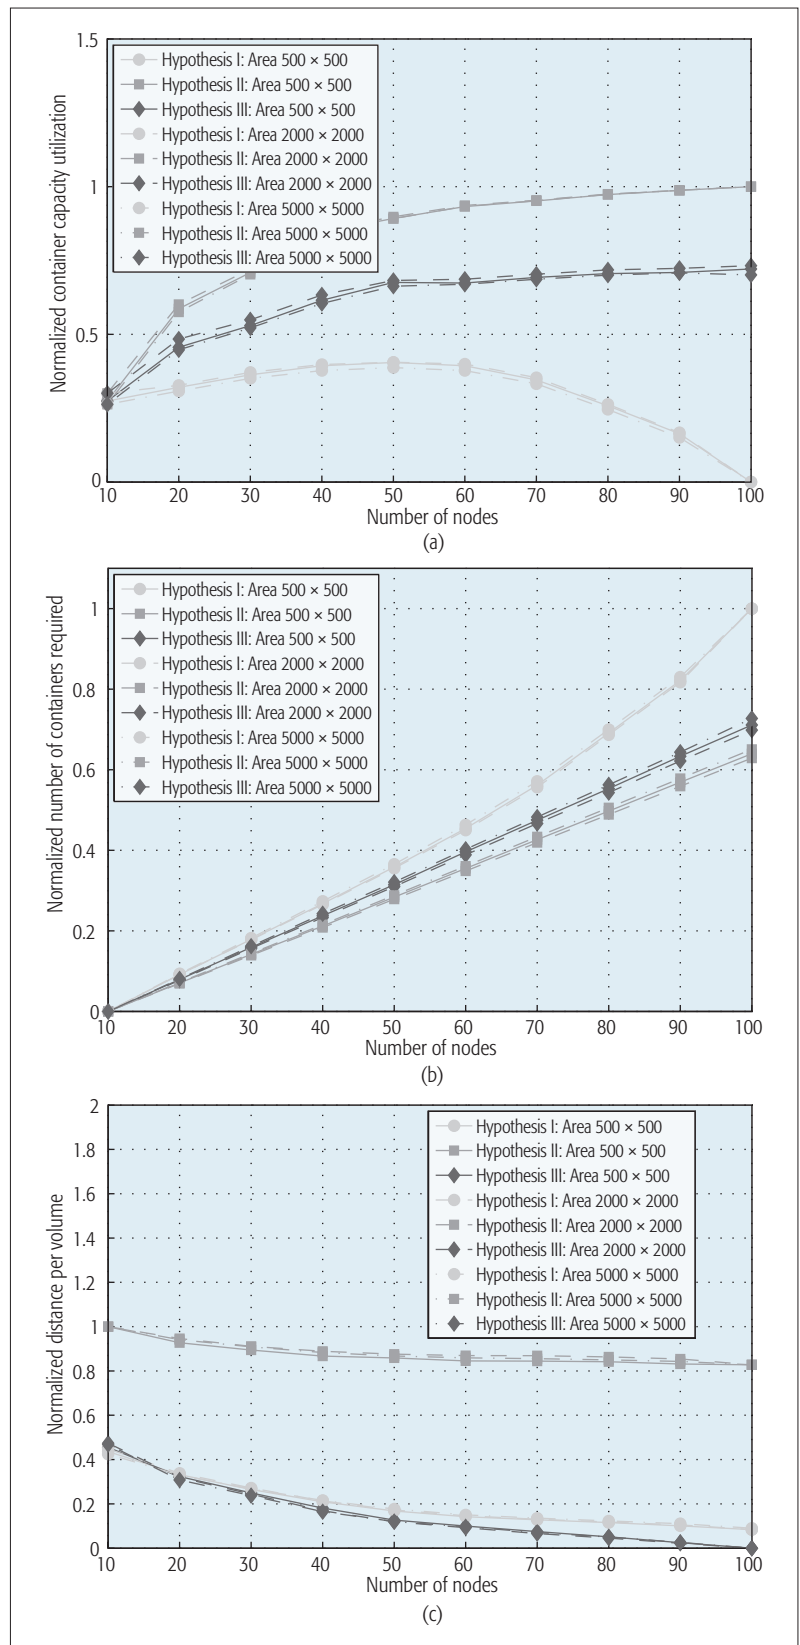 1.5
Hypothesis I: Area 500 × 500
Hypothesis II: Area 500 × 500
Hypothesis III: Area 500 × 500
Hypothesis I: Area 2000 × 2000
Hypothesis II: Area 2000 × 2000
Hypothesis III: Area 2000 × 2000
Hypothesis I: Area 5000 × 5000
Hypothesis II: Area 5000 × 5000
Hypothesis III: Area 5000 × 5000
Normalized container capacity utilization
1
0.5
0
10 20 30 40 50 60 70 80 90 100
Number of nodes
(a)
Hypothesis I: Area 500 × 500
Hypothesis II: Area 500 × 500
Hypothesis III: Area 500 × 500
Hypothesis I: Area 2000 × 2000
Hypothesis II: Area 2000 × 2000
Hypothesis III: Area 2000 × 2000
Hypothesis I: Area 5000 × 5000
Hypothesis II: Area 5000 × 5000
Hypothesis III: Area 5000 × 5000
Normalized number of containers required
1
0.8
0.6
0.4
0.2
0
10 20 30 40 50 60 70 80 90 100
Number of nodes
(b)
2
1.8
1.6
1.4
1.2
1
0.8
0.6
0.4
0.2
0
Normalized distance per volume
Hypothesis I: Area 500 × 500
Hypothesis II: Area 500 × 500
Hypothesis III: Area 500 × 500
Hypothesis I: Area 2000 × 2000
Hypothesis II: Area 2000 × 2000
Hypothesis III: Area 2000 × 2000
Hypothesis I: Area 5000 × 5000
Hypothesis II: Area 5000 × 5000
Hypothesis III: Area 5000 × 5000
10 20 30 40 50 60 70 80 90 100
Number of nodes
(c)